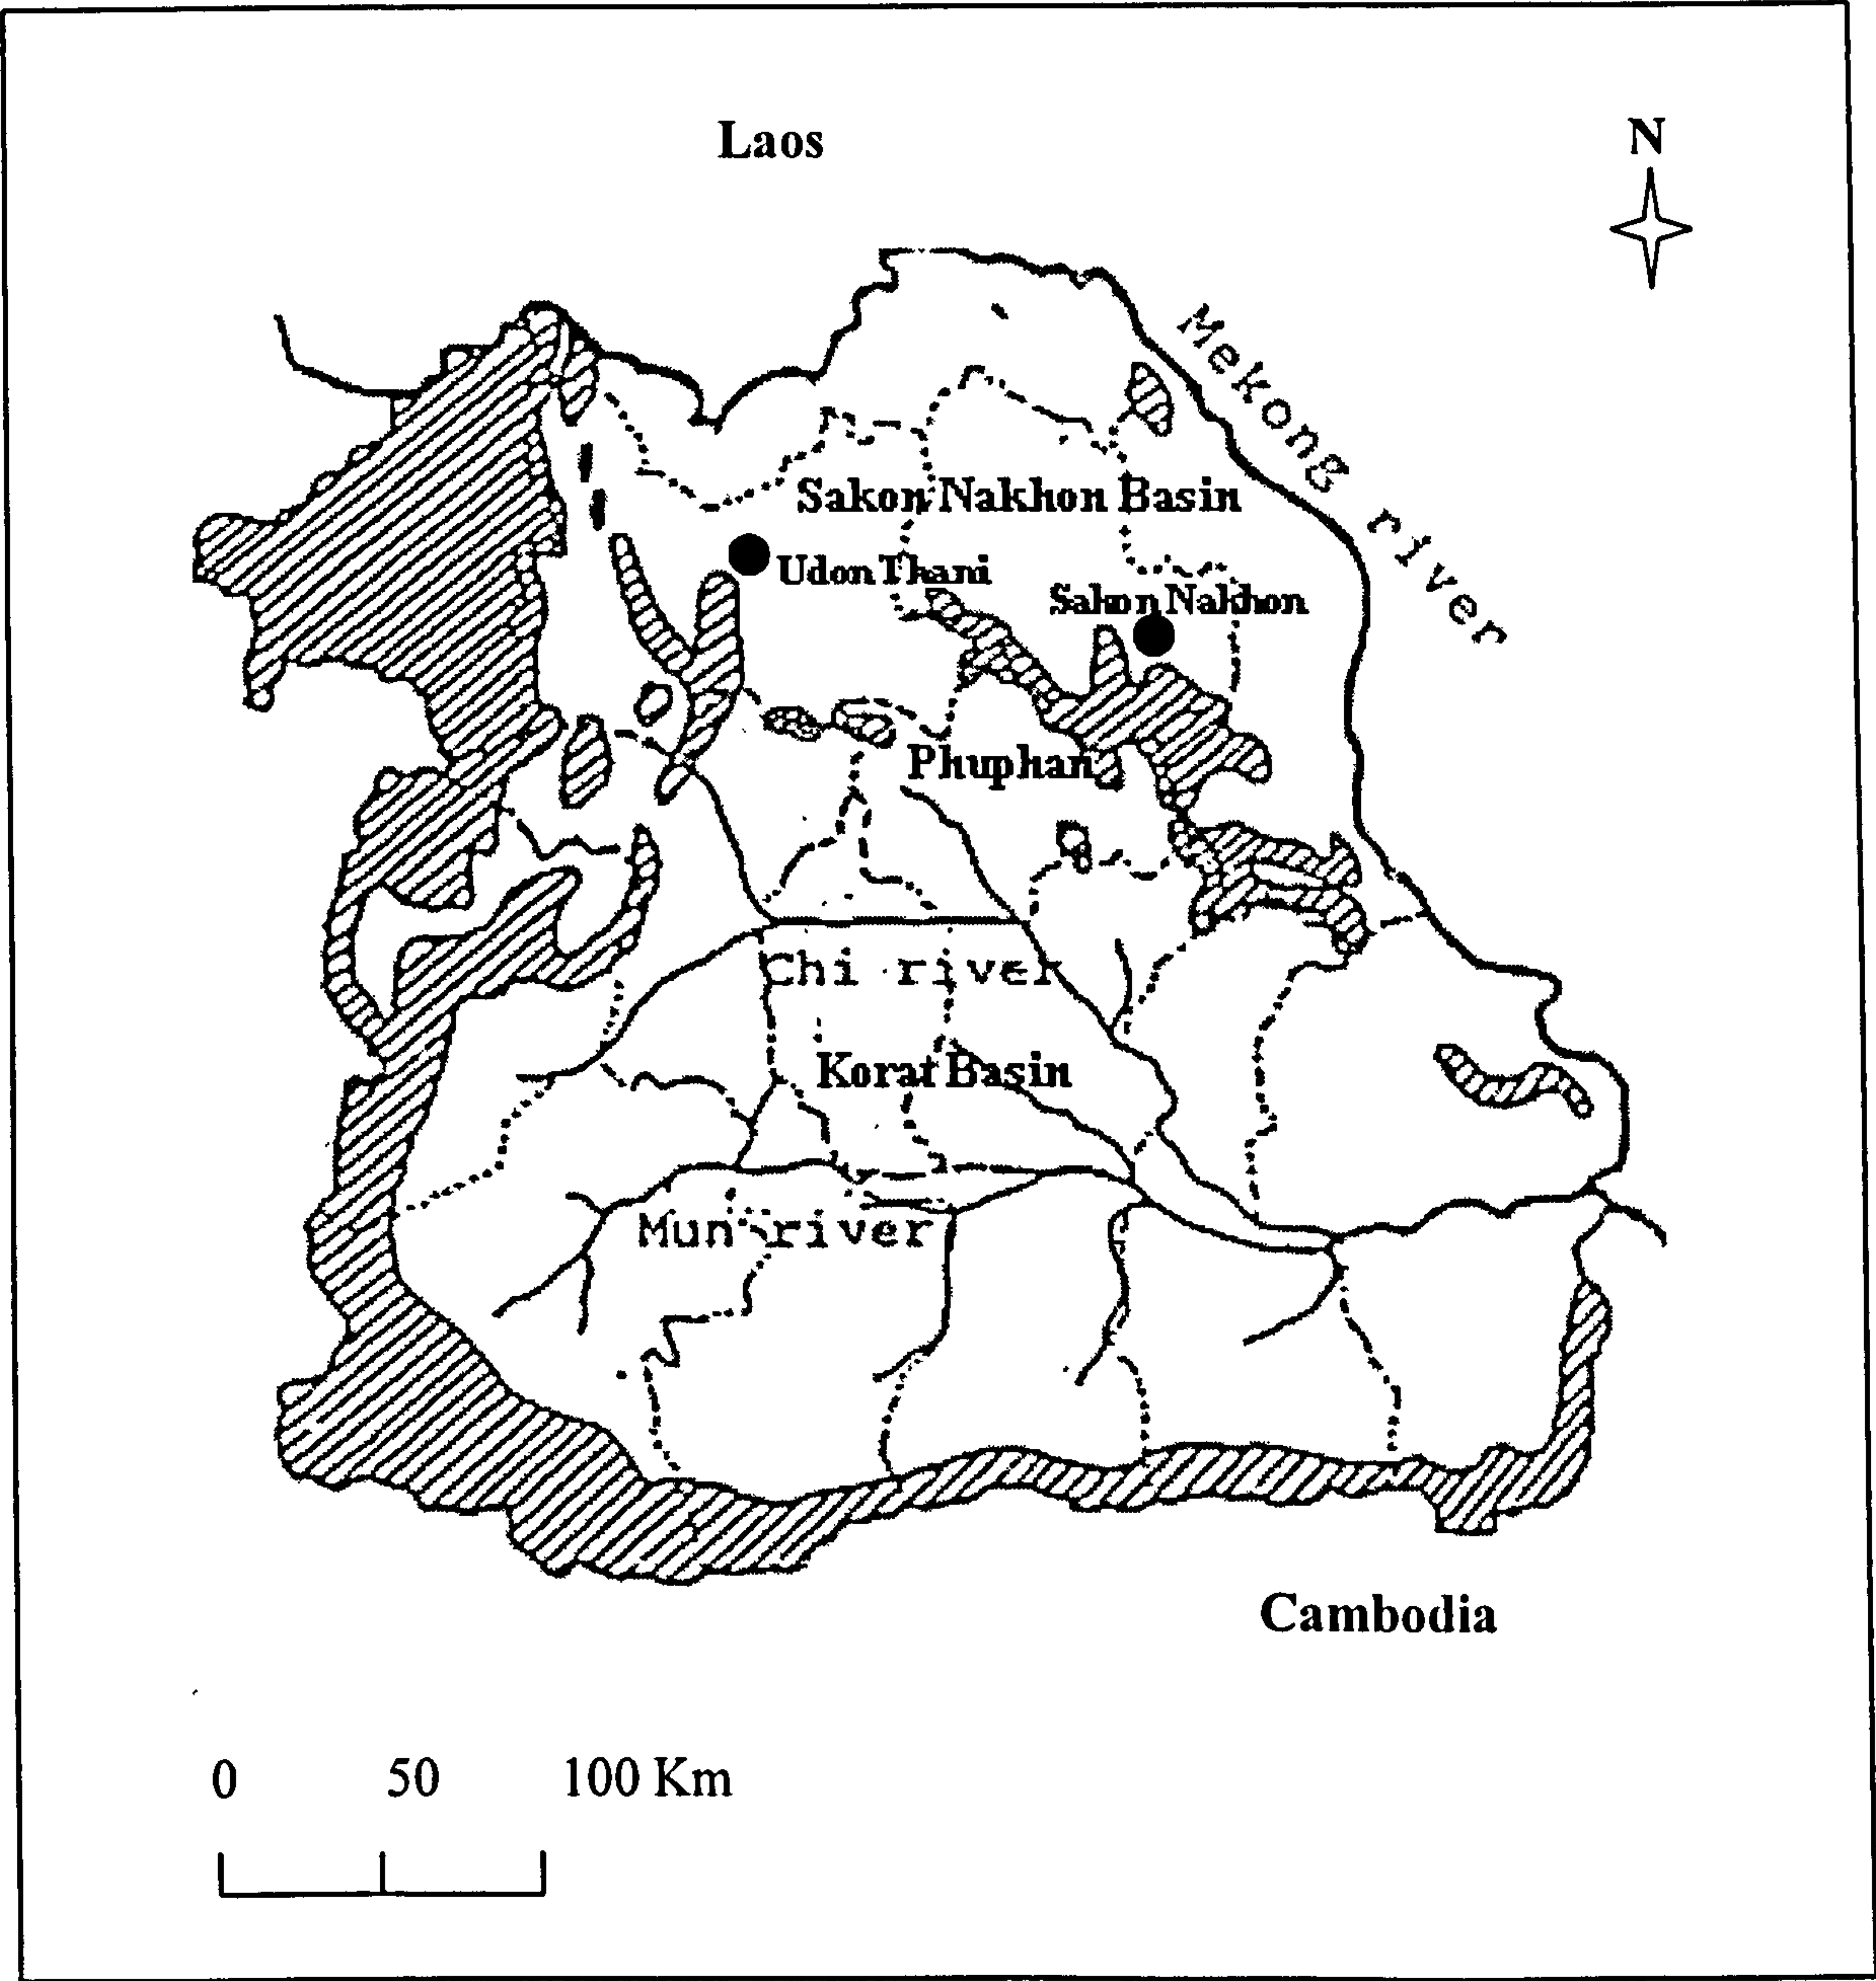 Laos
N
Mekong river
Sakon Nakhon Basin
Udon Thani
Sakon Nakhon
Phuphan
Chi river
Korat Basin
Mun river
Cambodia
0 50 100 Km